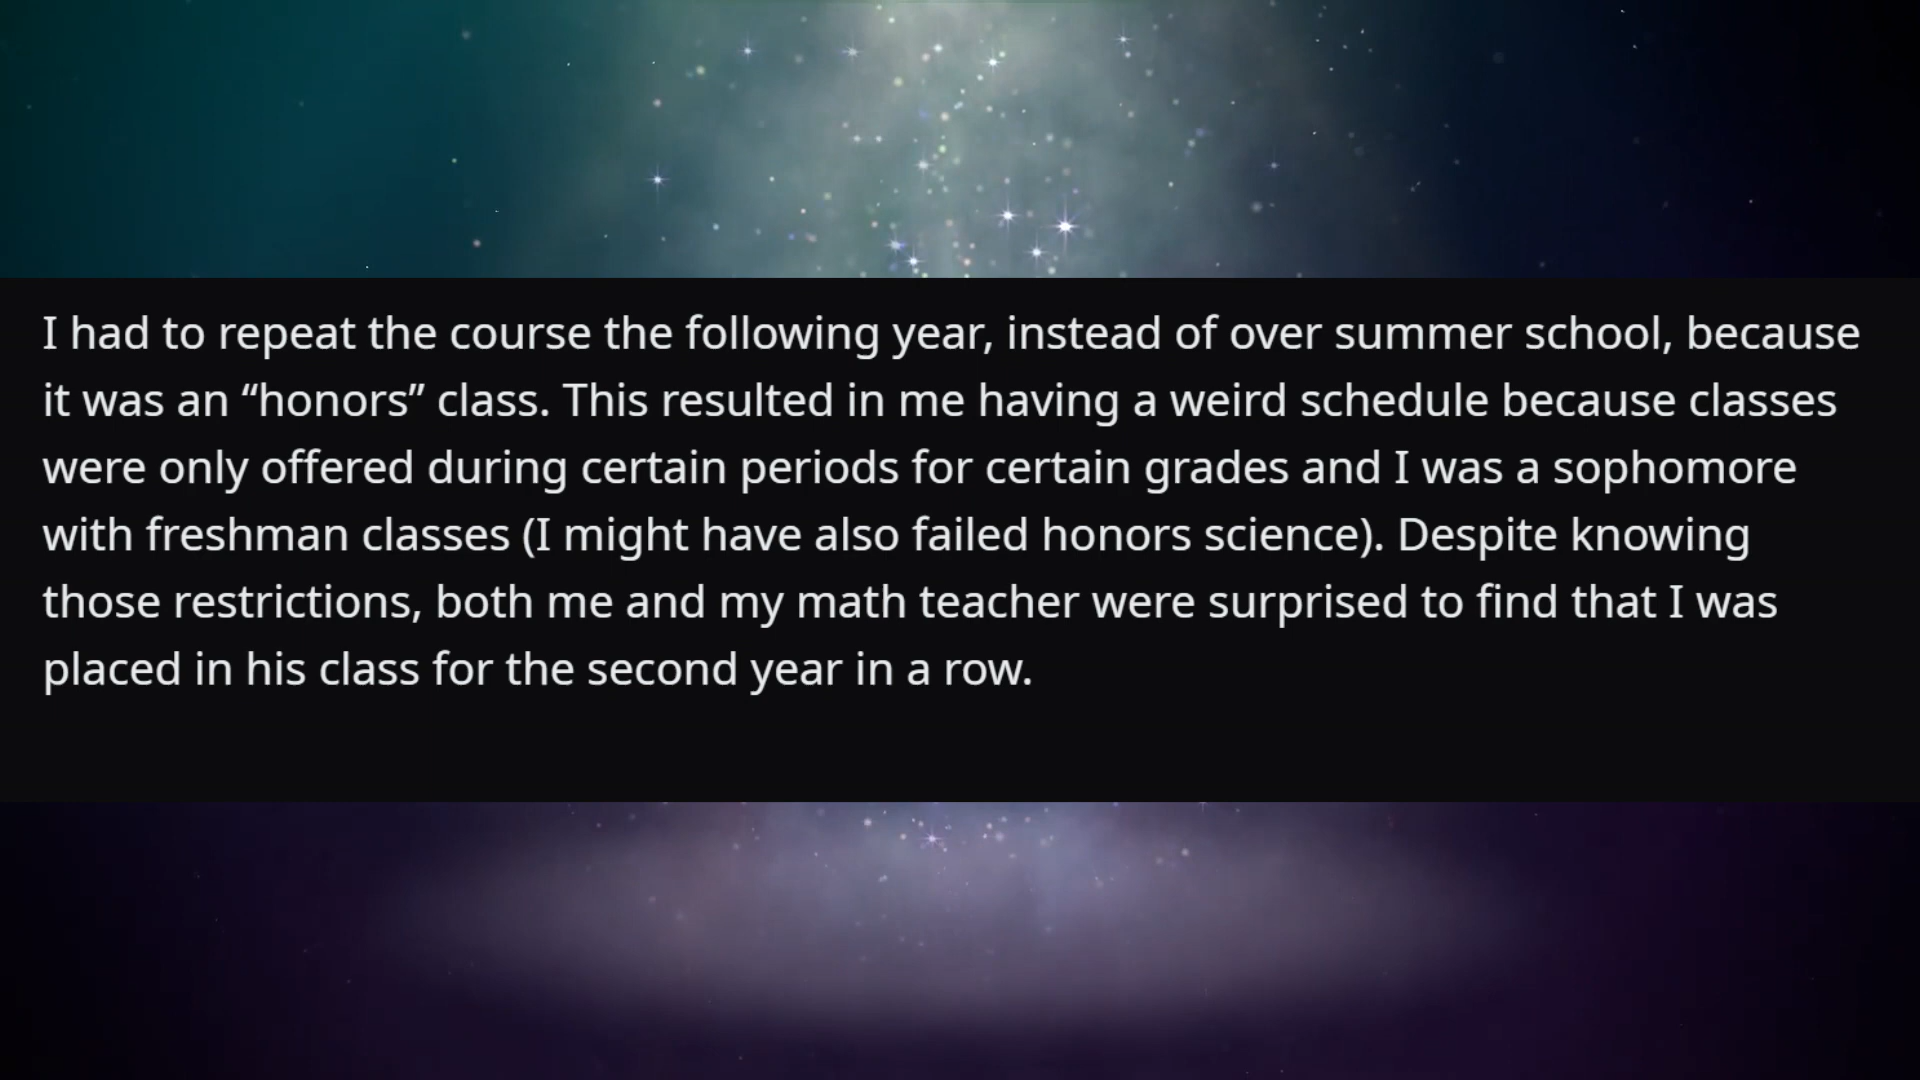 I had to repeat the course the following year, instead of over summer school, because
it was an “honors” class. This resulted in me having a weird schedule because classes
were only offered during certain periods for certain grades and I was a sophomore
with freshman classes (I might have also failed honors science). Despite knowing
those restrictions, both me and my math teacher were surprised to find that I was
placed in his class for the second year in a row.